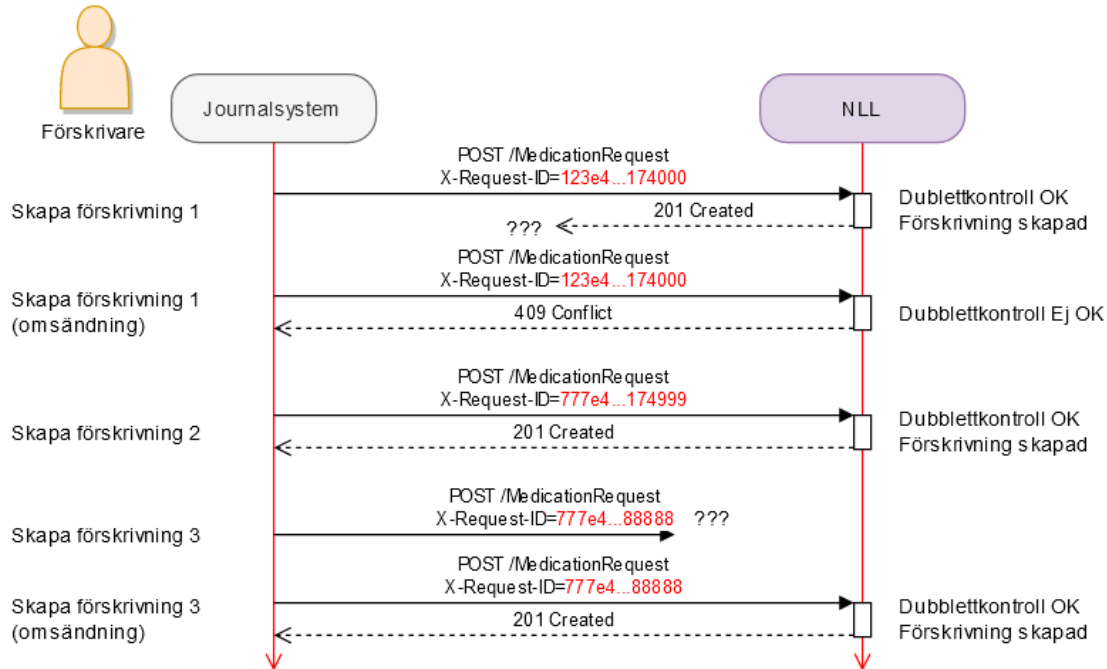 Förskrivare
Journalsystem
NLL
POST /MedicationRequest
X-Request-ID=123e4...174000
Skapa förskrivning 1
201 Created
???
Dublettkontroll OK
Förskrivning skapad
POST /MedicationRequest
X-Request-ID=123e4...174000
Skapa förskrivning 1
(omsändning)
409 Conflict
Dubblettkontroll Ej OK
POST /MedicationRequest
X-Request-ID=777e4...174999
Skapa förskrivning 2
201 Created
Dubblettkontroll OK
Förskrivning skapad
POST /MedicationRequest
X-Request-ID=777e4...88888
???
Skapa förskrivning 3
POST /MedicationRequest
X-Request-ID=777e4...88888
Skapa förskrivning 3
(omsändning)
201 Created
Dubblettkontroll OK
Förskrivning skapad